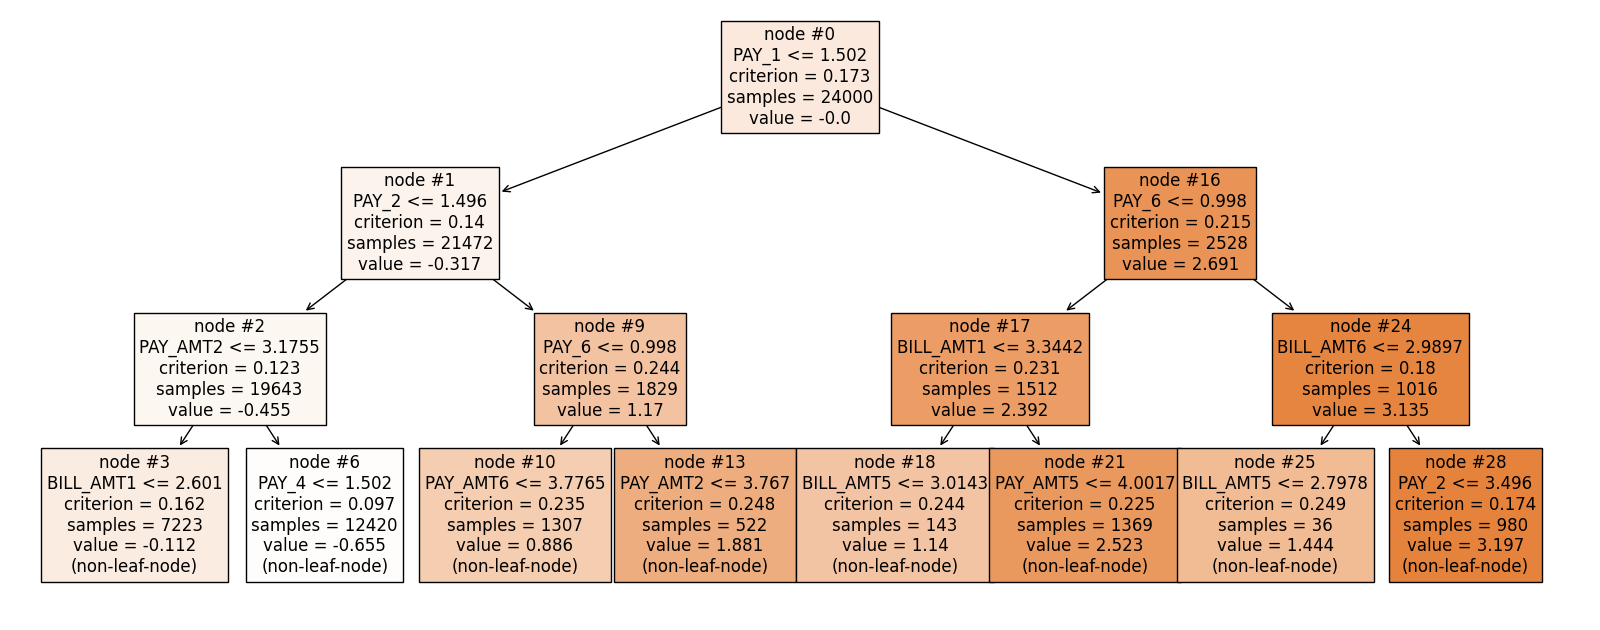 node #0
PAY_1 <= 1.502
criterion = 0.173
samples = 24000
value = -0.0
node #1
PAY_2 <= 1.496
criterion = 0.14
samples = 21472
value = -0.317
node #16
PAY_6 <= 0.998
criterion = 0.215
samples = 2528
value = 2.691
node #2
PAY_AMT2 <= 3.1755
criterion = 0.123
samples = 19643
value = -0.455
node #9
PAY_6 <= 0.998
criterion = 0.244
samples = 1829
value = 1.17
node #17
BILL_AMT1 <= 3.3442
criterion = 0.231
samples = 1512
value = 2.392
node #24
BILL_AMT6 <= 2.9897
criterion = 0.18
samples = 1016
value = 3.135
node #3
BILL_AMT1 <= 2.601
criterion = 0.162
samples = 7223
value = -0.112
(non-leaf-node)
node #6
PAY_4 <= 1.502
criterion = 0.097
samples = 12420
value = -0.655
(non-leaf-node)
node #10
PAY_AMT6 <= 3.7765
criterion = 0.235
samples = 1307
value = 0.886
(non-leaf-node)
node #13
PAY_AMT2 <= 3.767
criterion = 0.248
samples = 522
value = 1.881
(non-leaf-node)
node #18
BILL_AMT5 <= 3.0143
criterion = 0.244
samples = 143
value = 1.14
(non-leaf-node)
node #21
PAY_AMT5 <= 4.0017
criterion = 0.225
samples = 1369
value = 2.523
(non-leaf-node)
node #25
BILL_AMT5 <= 2.7978
criterion = 0.249
samples = 36
value = 1.444
(non-leaf-node)
node #28
PAY_2 <= 3.496
criterion = 0.174
samples = 980
value = 3.197
(non-leaf-node)